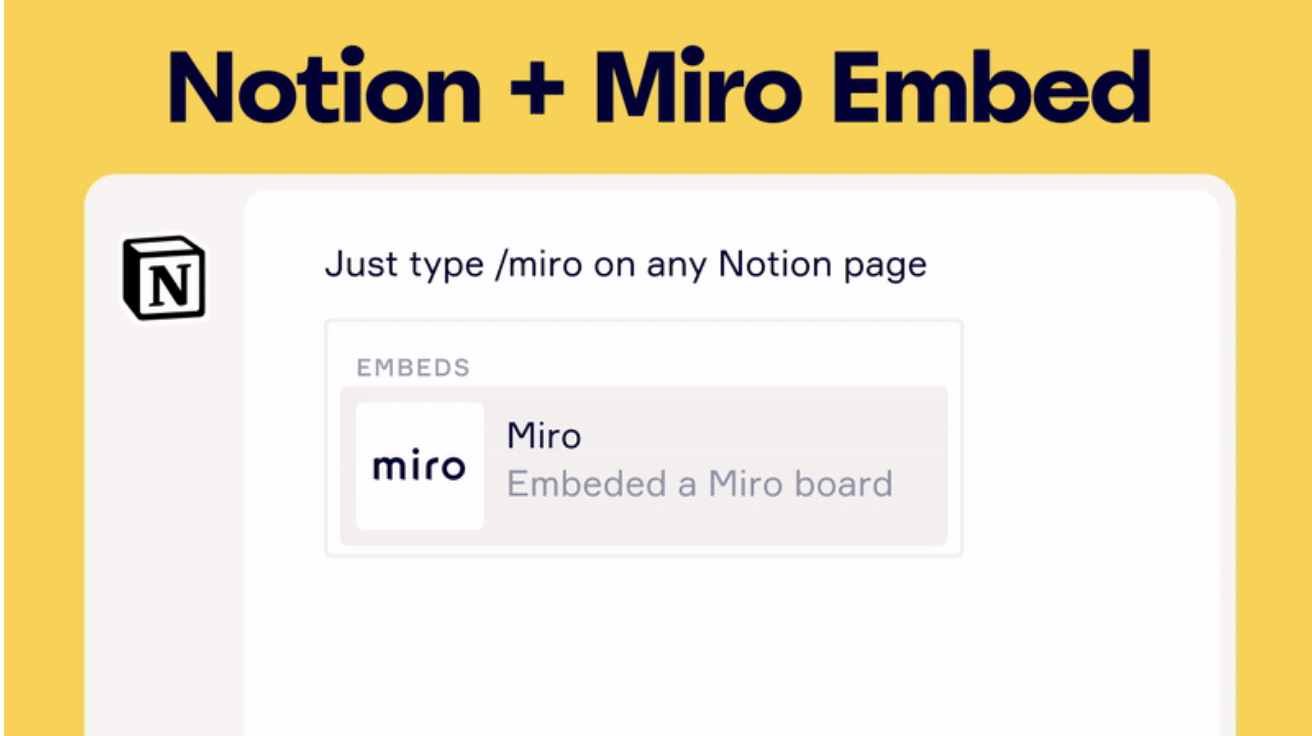 Notion + Miro Embed
N
Just type /miro on any Notion page
EMBEDS
miro
Miro
Embeded a Miro board